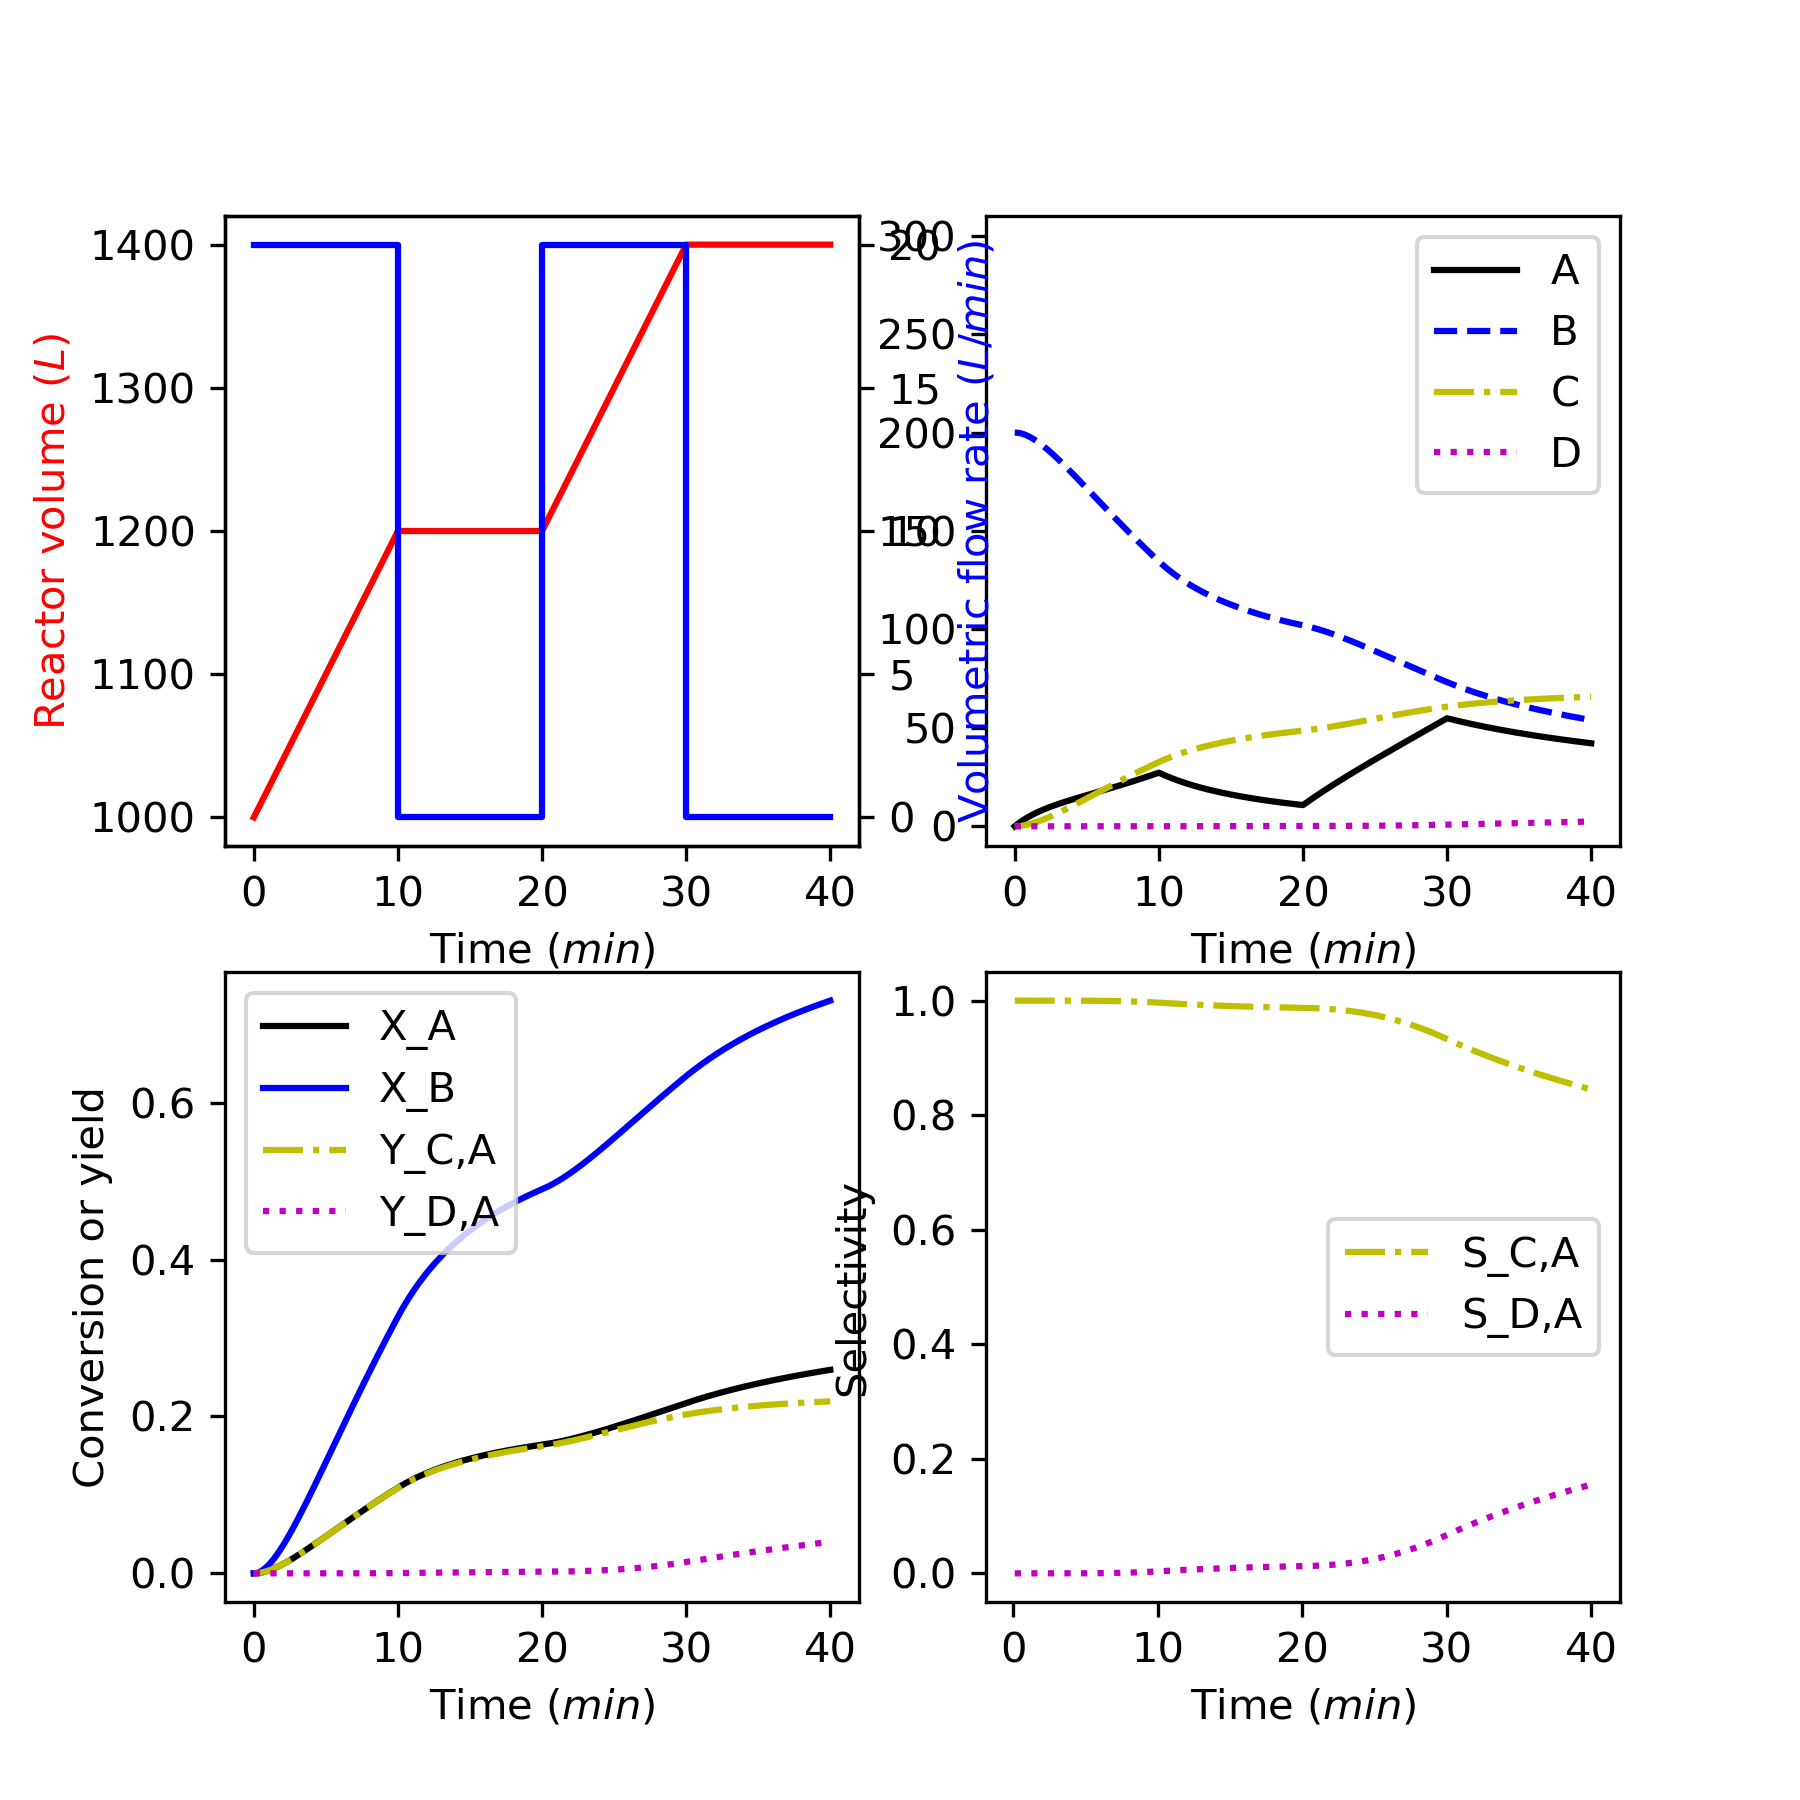 1400
1300
1200
1100
1000
Reactor volume (L)
20
15
10
5
0
Volumetric flow rate (L/min)
0 10 20 30 40
Time (min)
300
250
200
150
100
50
0
A
B
C
D
0 10 20 30 40
Time (min)
Conversion or yield
0.6
0.4
0.2
0.0
X_A
X_B
Y_C,A
Y_D,A
0 10 20 30 40
Time (min)
Selectivity
1.0
0.8
0.6
0.4
0.2
0.0
S_C,A
S_D,A
0 10 20 30 40
Time (min)